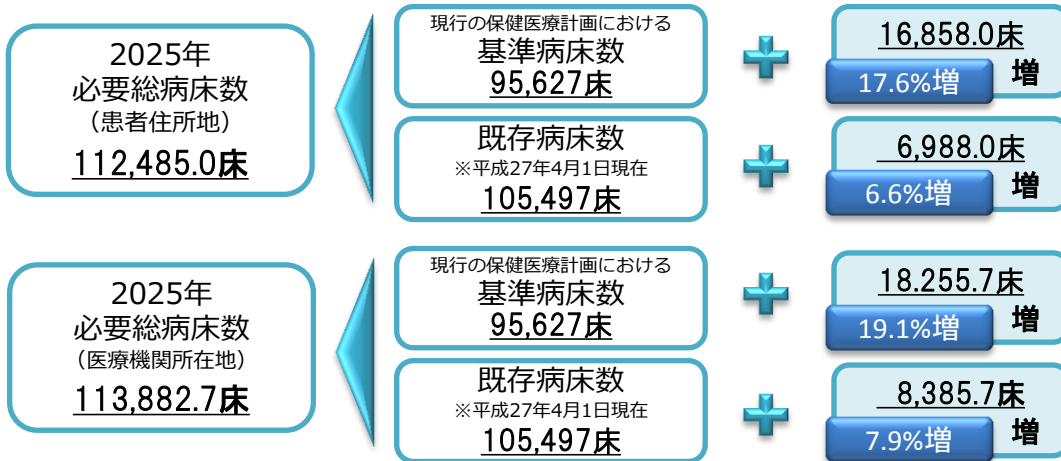 2025年
必要総病床数
（患者住所地）
112,485.0床
現行の保健医療計画における
基準病床数
95,627床
16,858.0床
17.6%増
増
既存病床数
※平成27年4月1日現在
105,497床
6,988.0床
6.6%増
増
2025年
必要総病床数
（医療機関所在地）
113,882.7床
現行の保健医療計画における
基準病床数
95,627床
18.255.7床
19.1%増
増
既存病床数
※平成27年4月1日現在
105,497床
8,385.7床
7.9%増
増